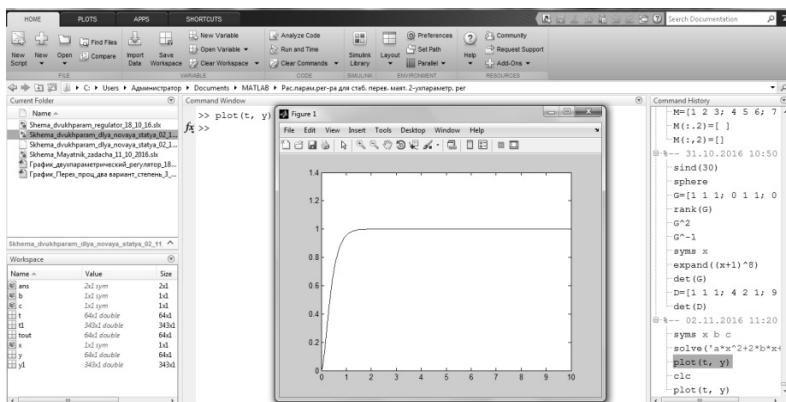 HOME PLOTS APPS SHORTCUTS
Search Documentation
New Script New Open Find Files Compare
Import Data Save Workspace New Variable Open Variable Clear Workspace
Analyze Code Run and Time Clear Commands
Simulink Library Layout Preferences Set Path Parallel
Help Community Request Support Add-Ons
FILE VARIABLE CODE SIMULINK ENVIRONMENT RESOURCES
C: Users Администратор Documents MATLAB Рас.парам.рег-ра для стаб. перев. маят. 2-ухпараметр. рег
Current Folder
Name
Shema_dvukhparam_regulator_18_10_16.slx
Skhema_dvukhparam_dlya_novaya_statya_02_1...
Skhema_dvukhparam_dlya_novaya_statya_02_1...
Skhema_Mayatnik_zadacha_11_10_2016.slx
График_двупараметрический_регулятор_18...
График_Перех_проц_два вариант_степень_3_...
Skhema_dvukhparam_dlya_novaya_statya_02_11
Workspace
Name Value Size
ans 2x1 sym 2x1
b 1x1 sym 1x1
c 1x1 sym 1x1
t 64x1 double 64x1
t1 343x1 double 343x1
tout 64x1 double 64x1
x 1x1 sym 1x1
y 64x1 double 64x1
y1 343x1 double 343x1
Command Window
>> plot(t, y)
fx >>
Figure 1
File Edit View Insert Tools Desktop Window Help
1.4
1.2
1
0.8
0.6
0.4
0.2
0
0 1 2 3 4 5 6 7 8 9 10
Command History
M=[1 2 3; 4 5 6; 7
M(:.2)=[ ]
M(:,2)=[]
%-- 31.10.2016 10:50
sind(30)
sphere
G=[1 1 1; 0 1 1; 0
rank(G)
G^2
G^-1
syms x
expand((x+1)^8)
det(G)
D=[1 1 1; 4 2 1; 9
det(D)
%-- 02.11.2016 11:20
syms x b c
solve('a*x^2+2*b*x+
plot(t, y)
clc
plot(t, y)